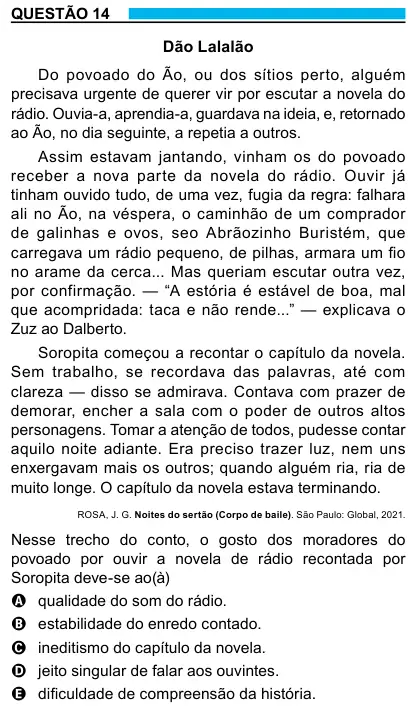 QUESTÃO 14
Dão Lalalão
Do povoado do Ão, ou dos sítios perto, alguém
precisava urgente de querer vir por escutar a novela do
rádio. Ouvia-a, aprendia-a, guardava na ideia, e, retornado
ao Ão, no dia seguinte, a repetia a outros.
Assim estavam jantando, vinham os do povoado
receber a nova parte da novela do rádio. Ouvir já
tinham ouvido tudo, de uma vez, fugia da regra: falhara
ali no Ão, na véspera, o caminhão de um comprador
de galinhas e ovos, seo Abrãozinho Buristém, que
carregava um rádio pequeno, de pilhas, armara um fio
no arame da cerca... Mas queriam escutar outra vez,
por confirmação. — “A estória é estável de boa, mal
que acompridada: taca e não rende...” — explicava o
Zuz ao Dalberto.
Soropita começou a recontar o capítulo da novela.
Sem trabalho, se recordava das palavras, até com
clareza — disso se admirava. Contava com prazer de
demorar, encher a sala com o poder de outros altos
personagens. Tomar a atenção de todos, pudesse contar
aquilo noite adiante. Era preciso trazer luz, nem uns
enxergavam mais os outros; quando alguém ria, ria de
muito longe. O capítulo da novela estava terminando.
ROSA, J. G. Noites do sertão (Corpo de baile). São Paulo: Global, 2021.
Nesse trecho do conto, o gosto dos moradores do
povoado por ouvir a novela de rádio recontada por
Soropita deve-se ao(à)
A qualidade do som do rádio.
B estabilidade do enredo contado.
C ineditismo do capítulo da novela.
D jeito singular de falar aos ouvintes.
E dificuldade de compreensão da história.